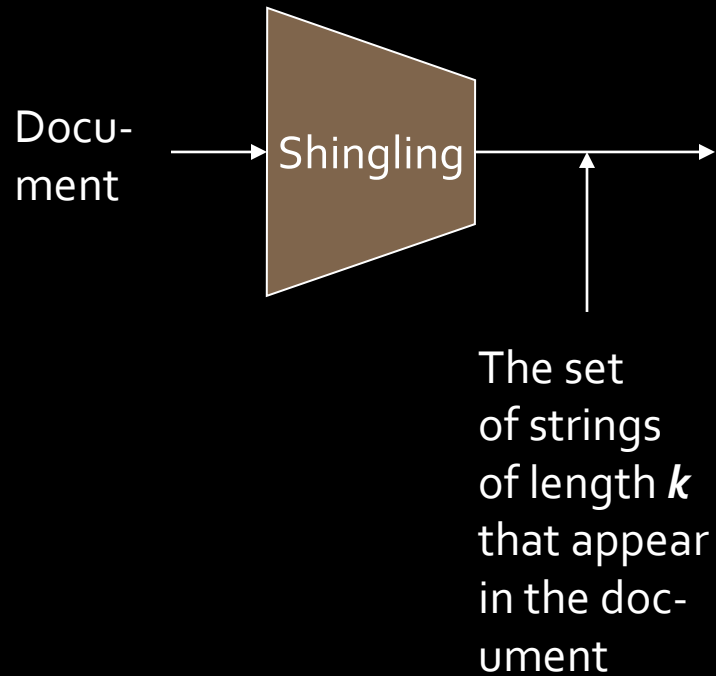 Docu-
ment
Shingling
The set
of strings
of length k
that appear
in the doc-
ument